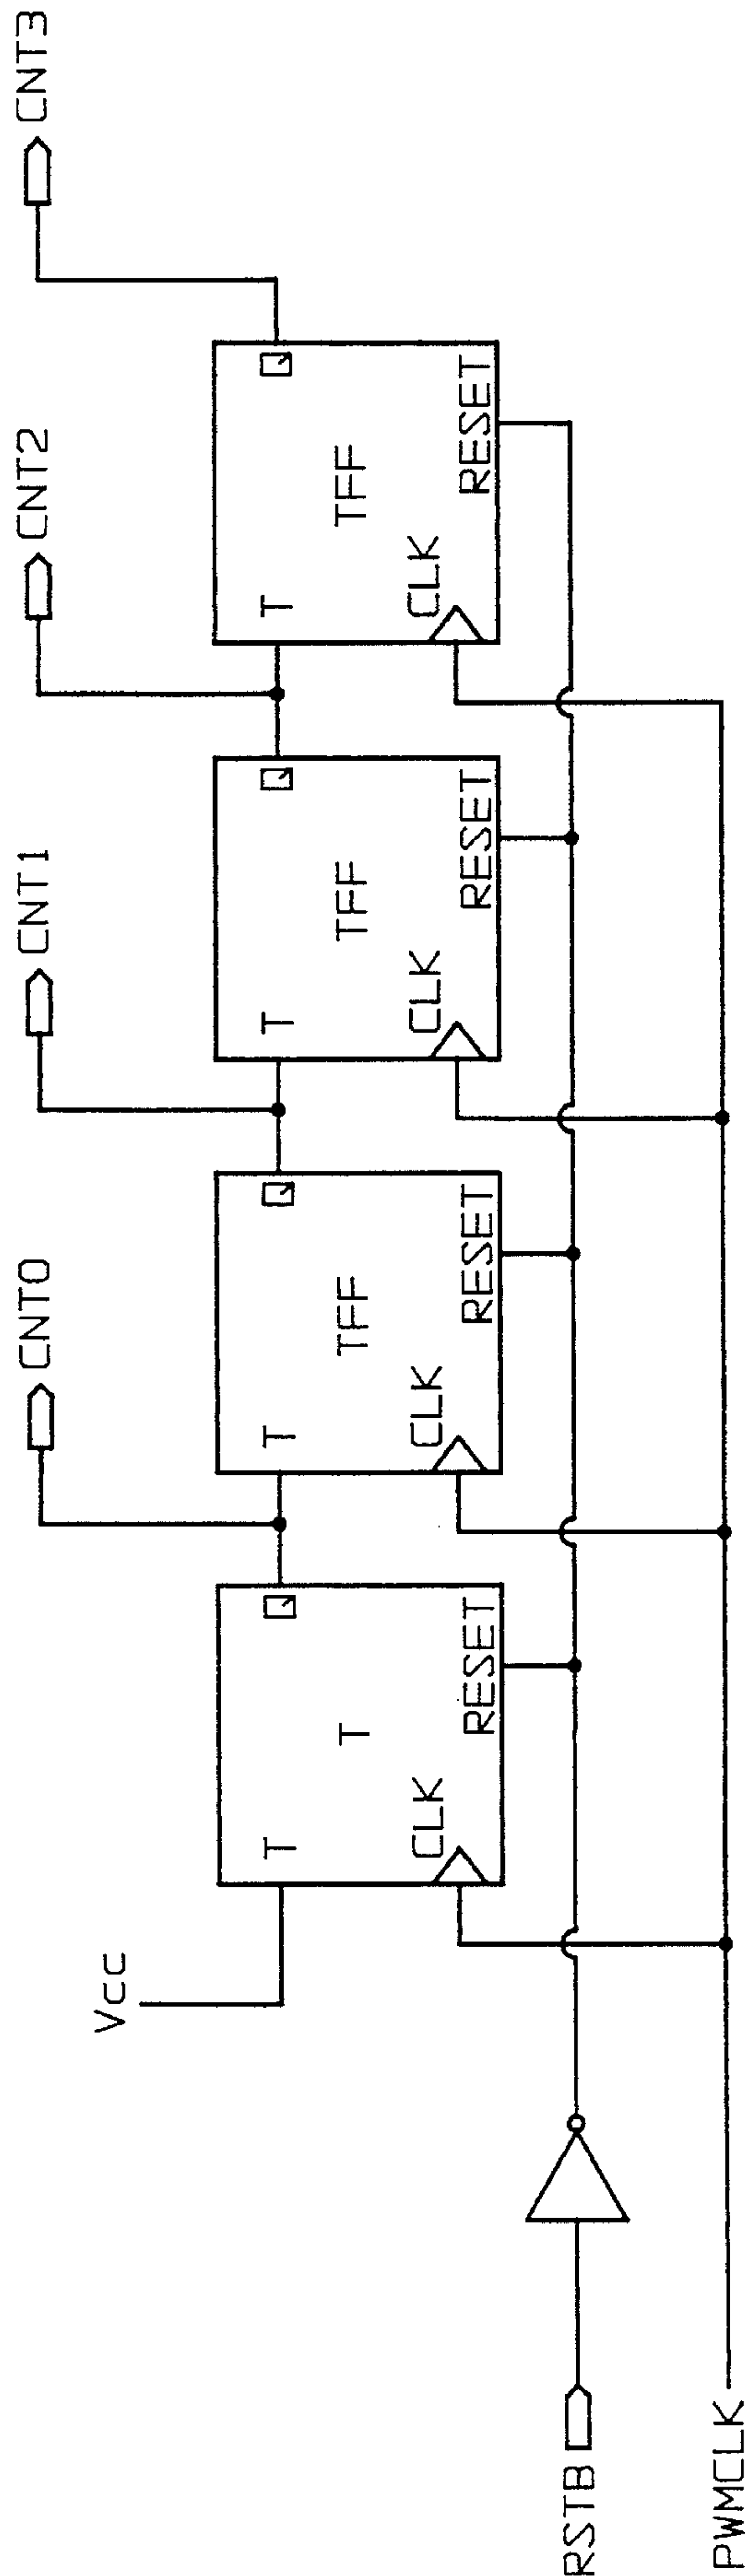 CNT0
CNT1
CNT2
CNT3
Vcc
T
Q
T
CLK
RESET
T
Q
TFF
CLK
RESET
T
Q
TFF
CLK
RESET
T
Q
TFF
CLK
RESET
RSTB
PWMCLK